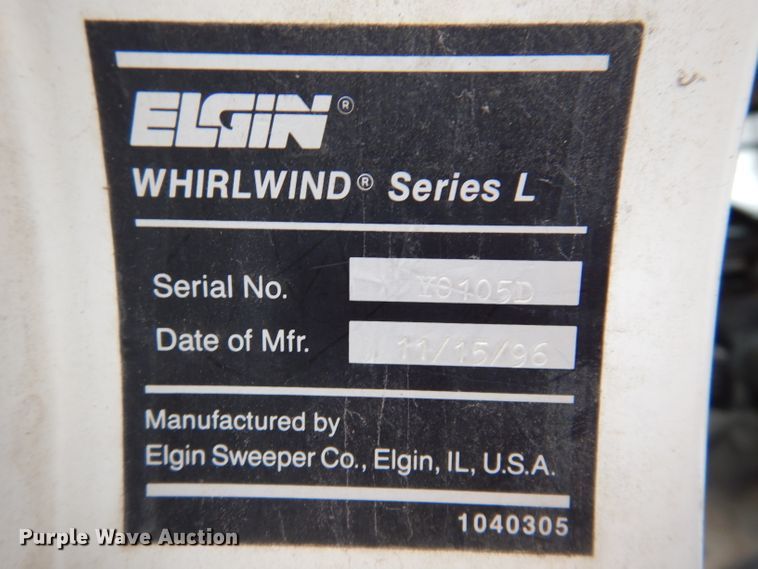 ELGIN®
WHIRLWIND® Series L
Serial No. Y0105D
Date of Mfr. 11/15/96
Manufactured by
Elgin Sweeper Co., Elgin, IL, U.S.A.
1040305
Purple Wave Auction